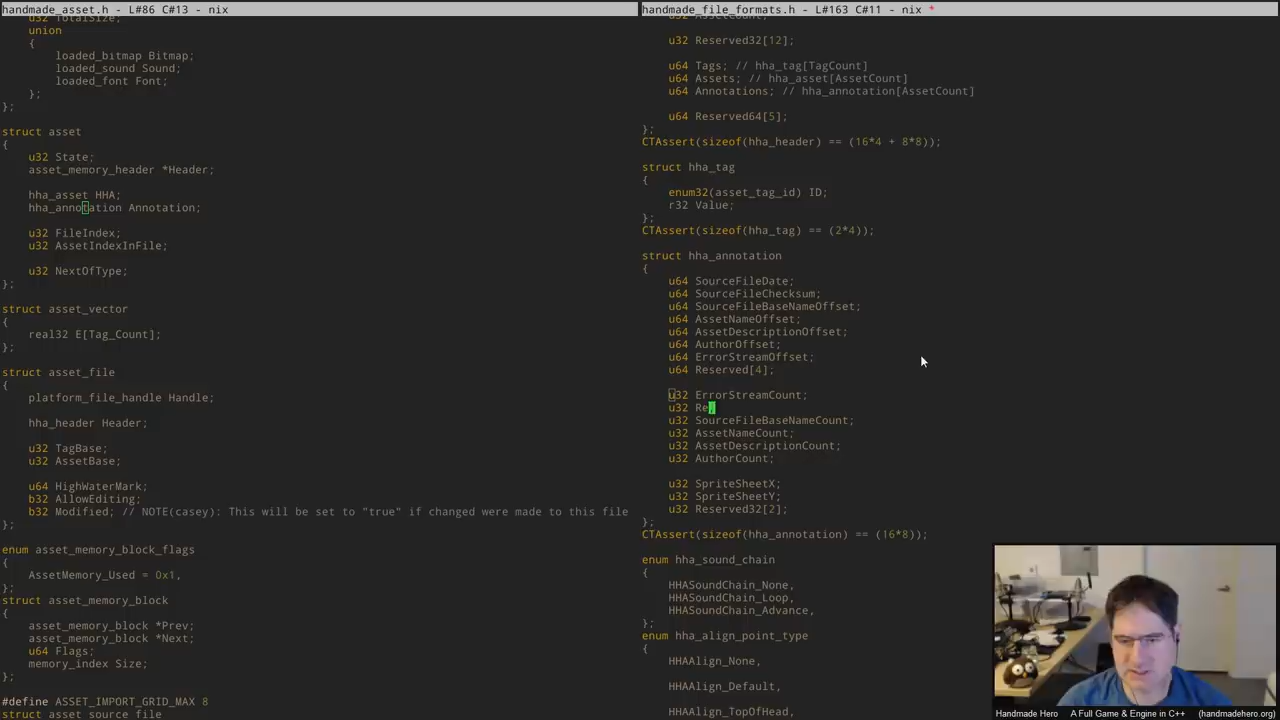 handmade_asset.h - L#86 C#13 - nix
u32 TotalSize;
union
{
loaded_bitmap Bitmap;
loaded_sound Sound;
loaded_font Font;
};
};
struct asset
{
u32 State;
asset_memory_header *Header;
hha_asset HHA;
hha_annotation Annotation;
u32 FileIndex;
u32 AssetIndexInFile;
u32 NextOfType;
};
struct asset_vector
{
real32 E[Tag_Count];
};
struct asset_file
{
platform_file_handle Handle;
hha_header Header;
u32 TagBase;
u32 AssetBase;
u64 HighWaterMark;
b32 AllowEditing;
b32 Modified; // NOTE(casey): This will be set to "true" if changed were made to this file
};
enum asset_memory_block_flags
{
AssetMemory_Used = 0x1,
};
struct asset_memory_block
{
asset_memory_block *Prev;
asset_memory_block *Next;
u64 Flags;
memory_index Size;
};
#define ASSET_IMPORT_GRID_MAX 8
struct asset_source_file
handmade_file_formats.h - L#163 C#11 - nix *
u32 AssetCount;
u32 Reserved32[12];
u64 Tags; // hha_tag[TagCount]
u64 Assets; // hha_asset[AssetCount]
u64 Annotations; // hha_annotation[AssetCount]
u64 Reserved64[5];
};
CTAssert(sizeof(hha_header) == (16*4 + 8*8));
struct hha_tag
{
enum32(asset_tag_id) ID;
r32 Value;
};
CTAssert(sizeof(hha_tag) == (2*4));
struct hha_annotation
{
u64 SourceFileDate;
u64 SourceFileChecksum;
u64 SourceFileBaseNameOffset;
u64 AssetNameOffset;
u64 AssetDescriptionOffset;
u64 AuthorOffset;
u64 ErrorStreamOffset;
u64 Reserved[4];
u32 ErrorStreamCount;
u32 Re;
u32 SourceFileBaseNameCount;
u32 AssetNameCount;
u32 AssetDescriptionCount;
u32 AuthorCount;
u32 SpriteSheetX;
u32 SpriteSheetY;
u32 Reserved32[2];
};
CTAssert(sizeof(hha_annotation) == (16*8));
enum hha_sound_chain
{
HHASoundChain_None,
HHASoundChain_Loop,
HHASoundChain_Advance,
};
enum hha_align_point_type
{
HHAAlign_None,
HHAAlign_Default,
HHAAlign_TopOfHead,
Handmade Hero A Full Game & Engine in C++ (handmadehero.org)